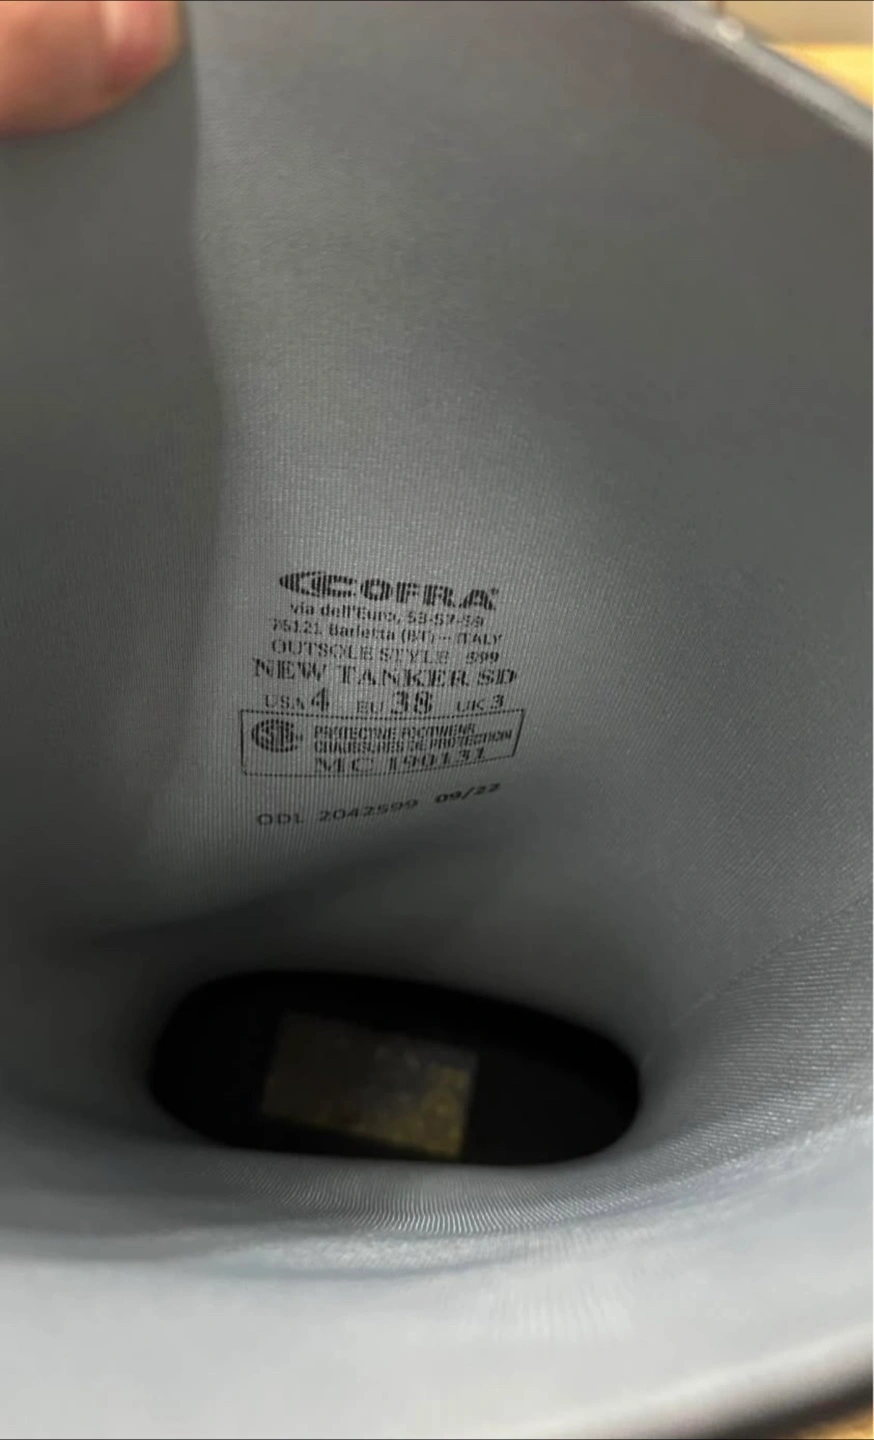 COFRA
via dell'Euro, 53-57-59
76121 Barletta (BT) - ITALY
OUTSOLE STYLE 599
NEW TANKER SD
USA 4 EU 38 UK 3
PROTECTIVE FOOTWEAR
CHAUSSURES DE PROTECTION
MC 190131
ODL 2042599 09/22